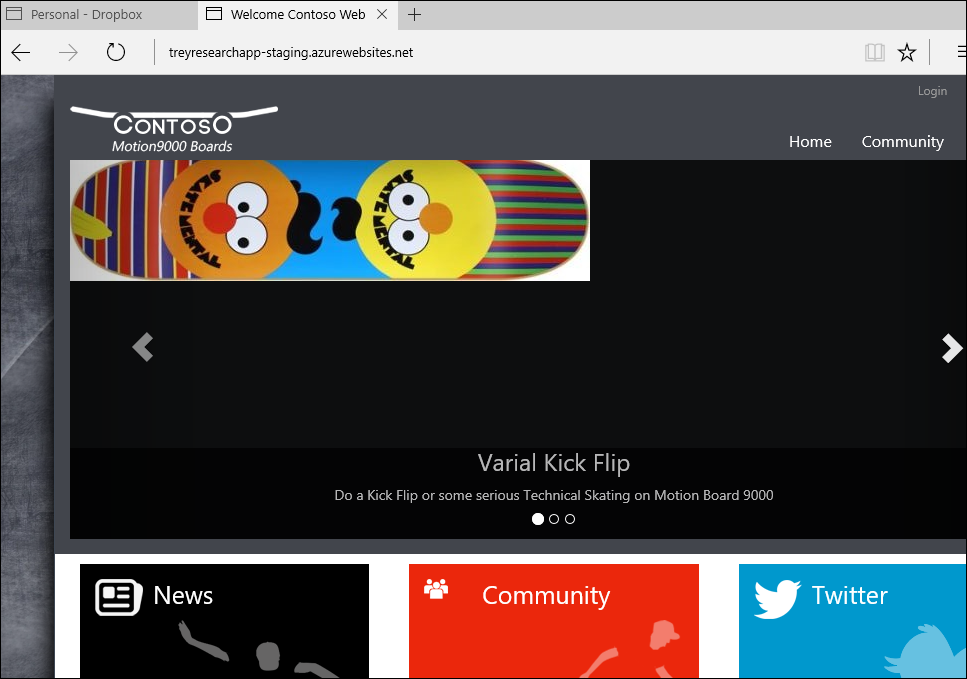 Personal - Dropbox
Welcome Contoso Web
treyresearchapp-staging.azurewebsites.net
Login
CONTOSO
Motion9000 Boards
Home
Community
SKATE MENTAL
SKATE MENTAL
Varial Kick Flip
Do a Kick Flip or some serious Technical Skating on Motion Board 9000
News
Community
Twitter